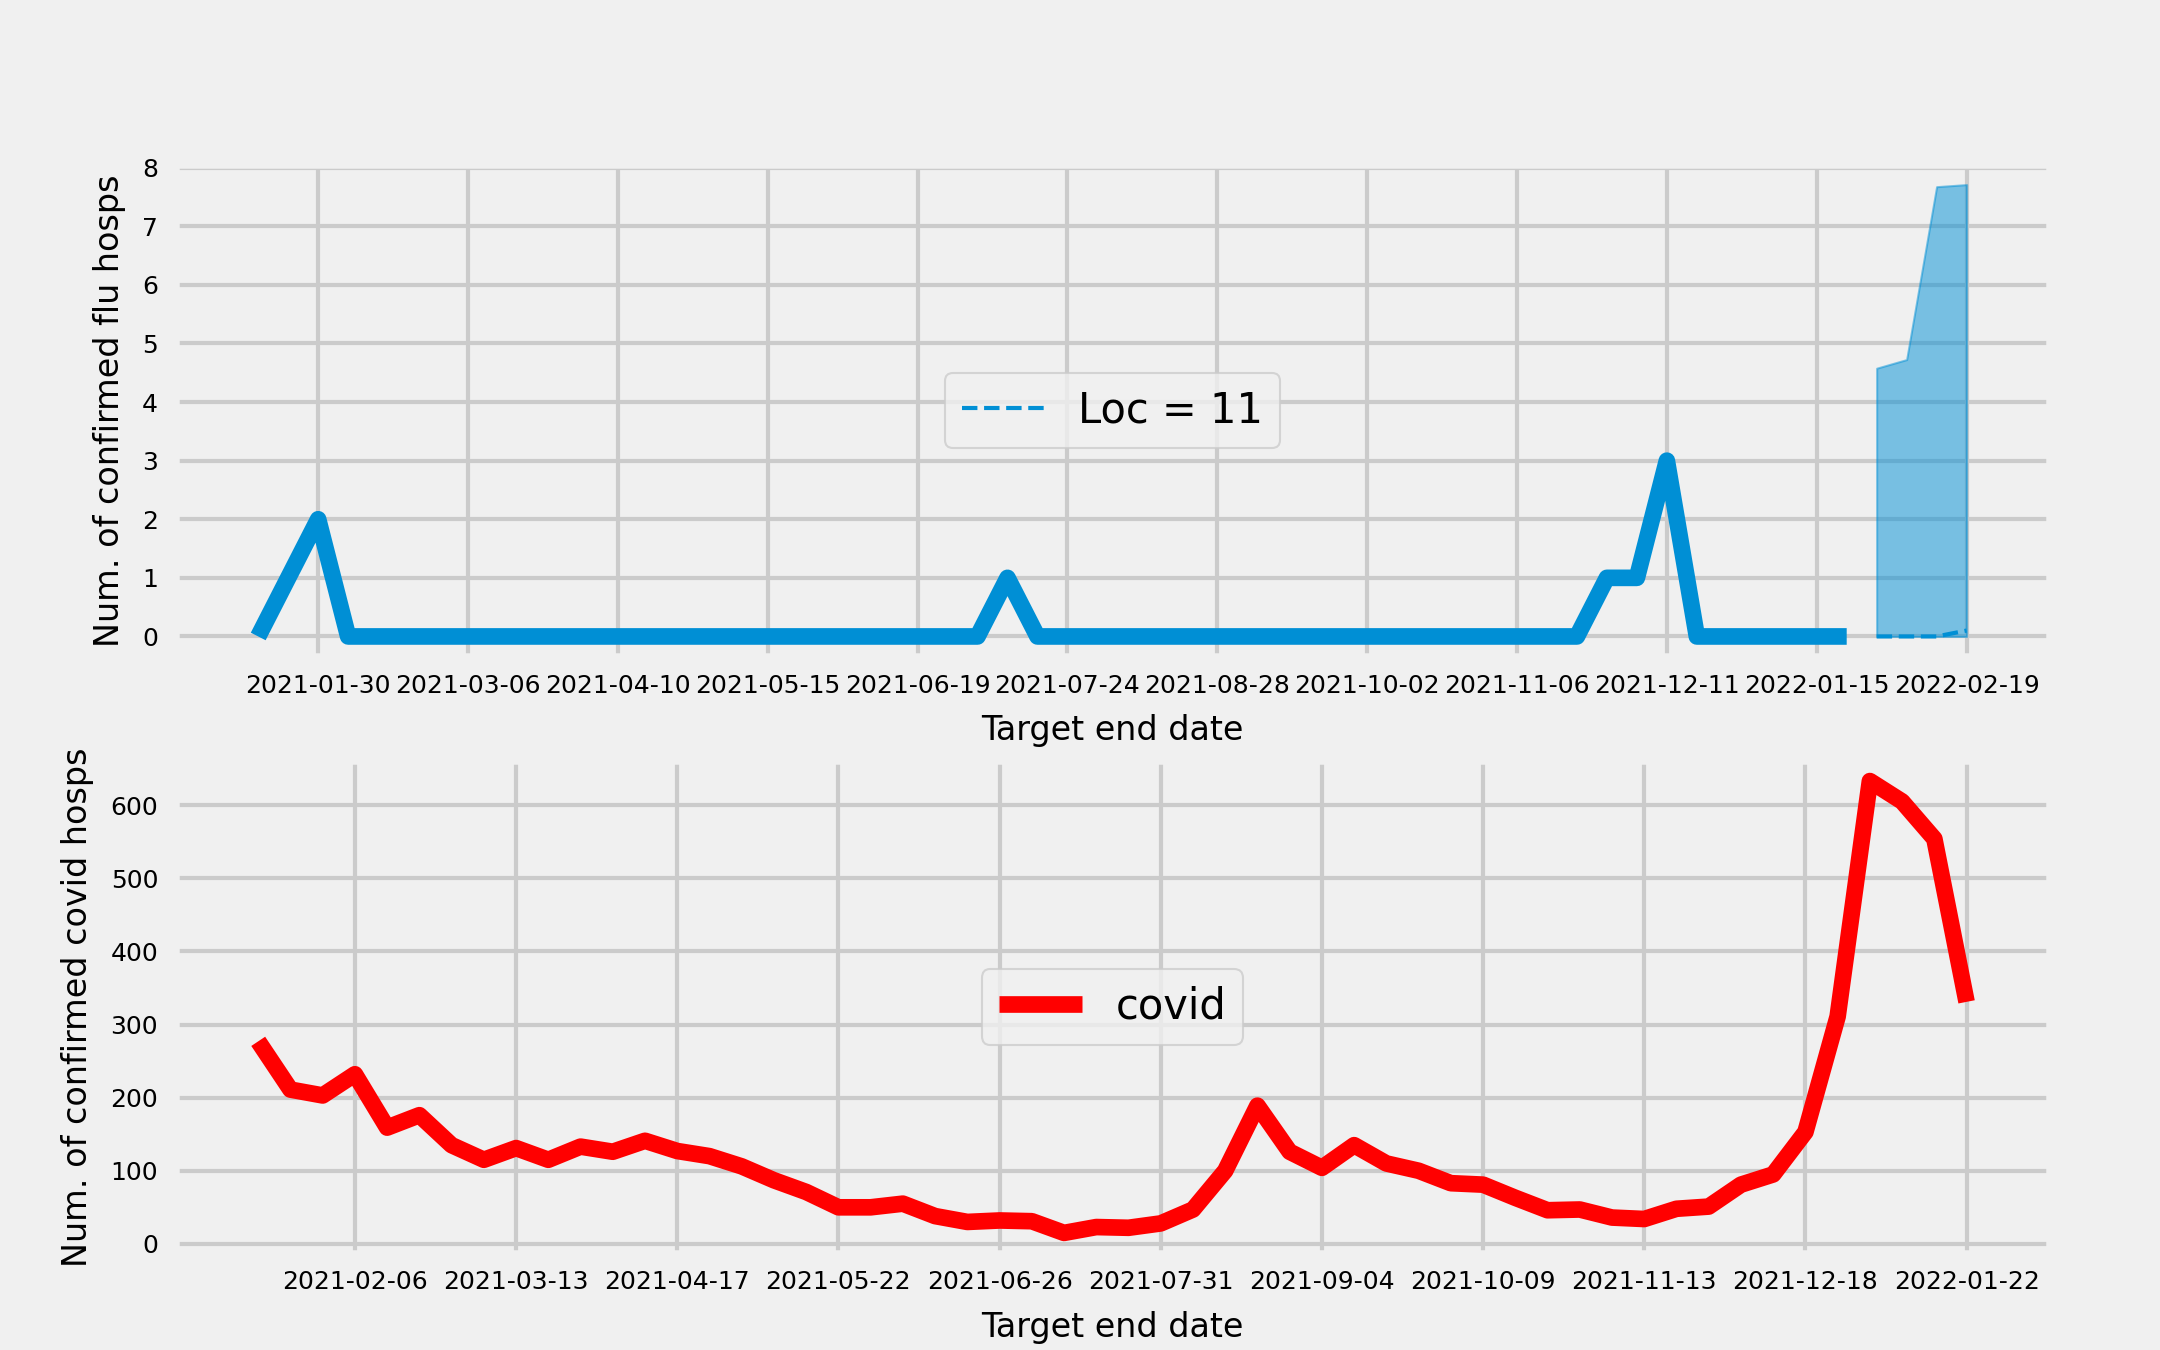 Num. of confirmed flu hosps
8
7
6
5
4
3
2
1
0
Loc = 11
2021-01-30 2021-03-06 2021-04-10 2021-05-15 2021-06-19 2021-07-24 2021-08-28 2021-10-02 2021-11-06 2021-12-11 2022-01-15 2022-02-19
Target end date
Num. of confirmed covid hosps
600
500
400
300
200
100
0
covid
2021-02-06 2021-03-13 2021-04-17 2021-05-22 2021-06-26 2021-07-31 2021-09-04 2021-10-09 2021-11-13 2021-12-18 2022-01-22
Target end date